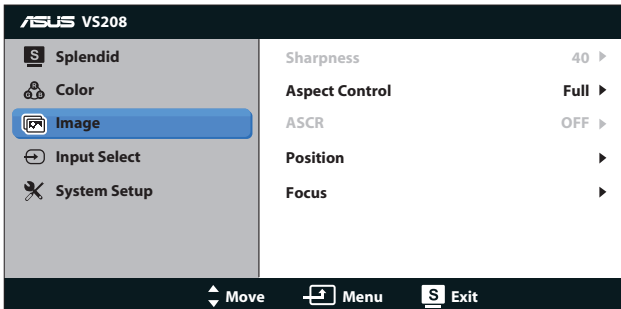 ASUS VS208
S Splendid
Color
Image
Input Select
System Setup
Sharpness 40
Aspect Control Full
ASCR OFF
Position
Focus
Move Menu S Exit